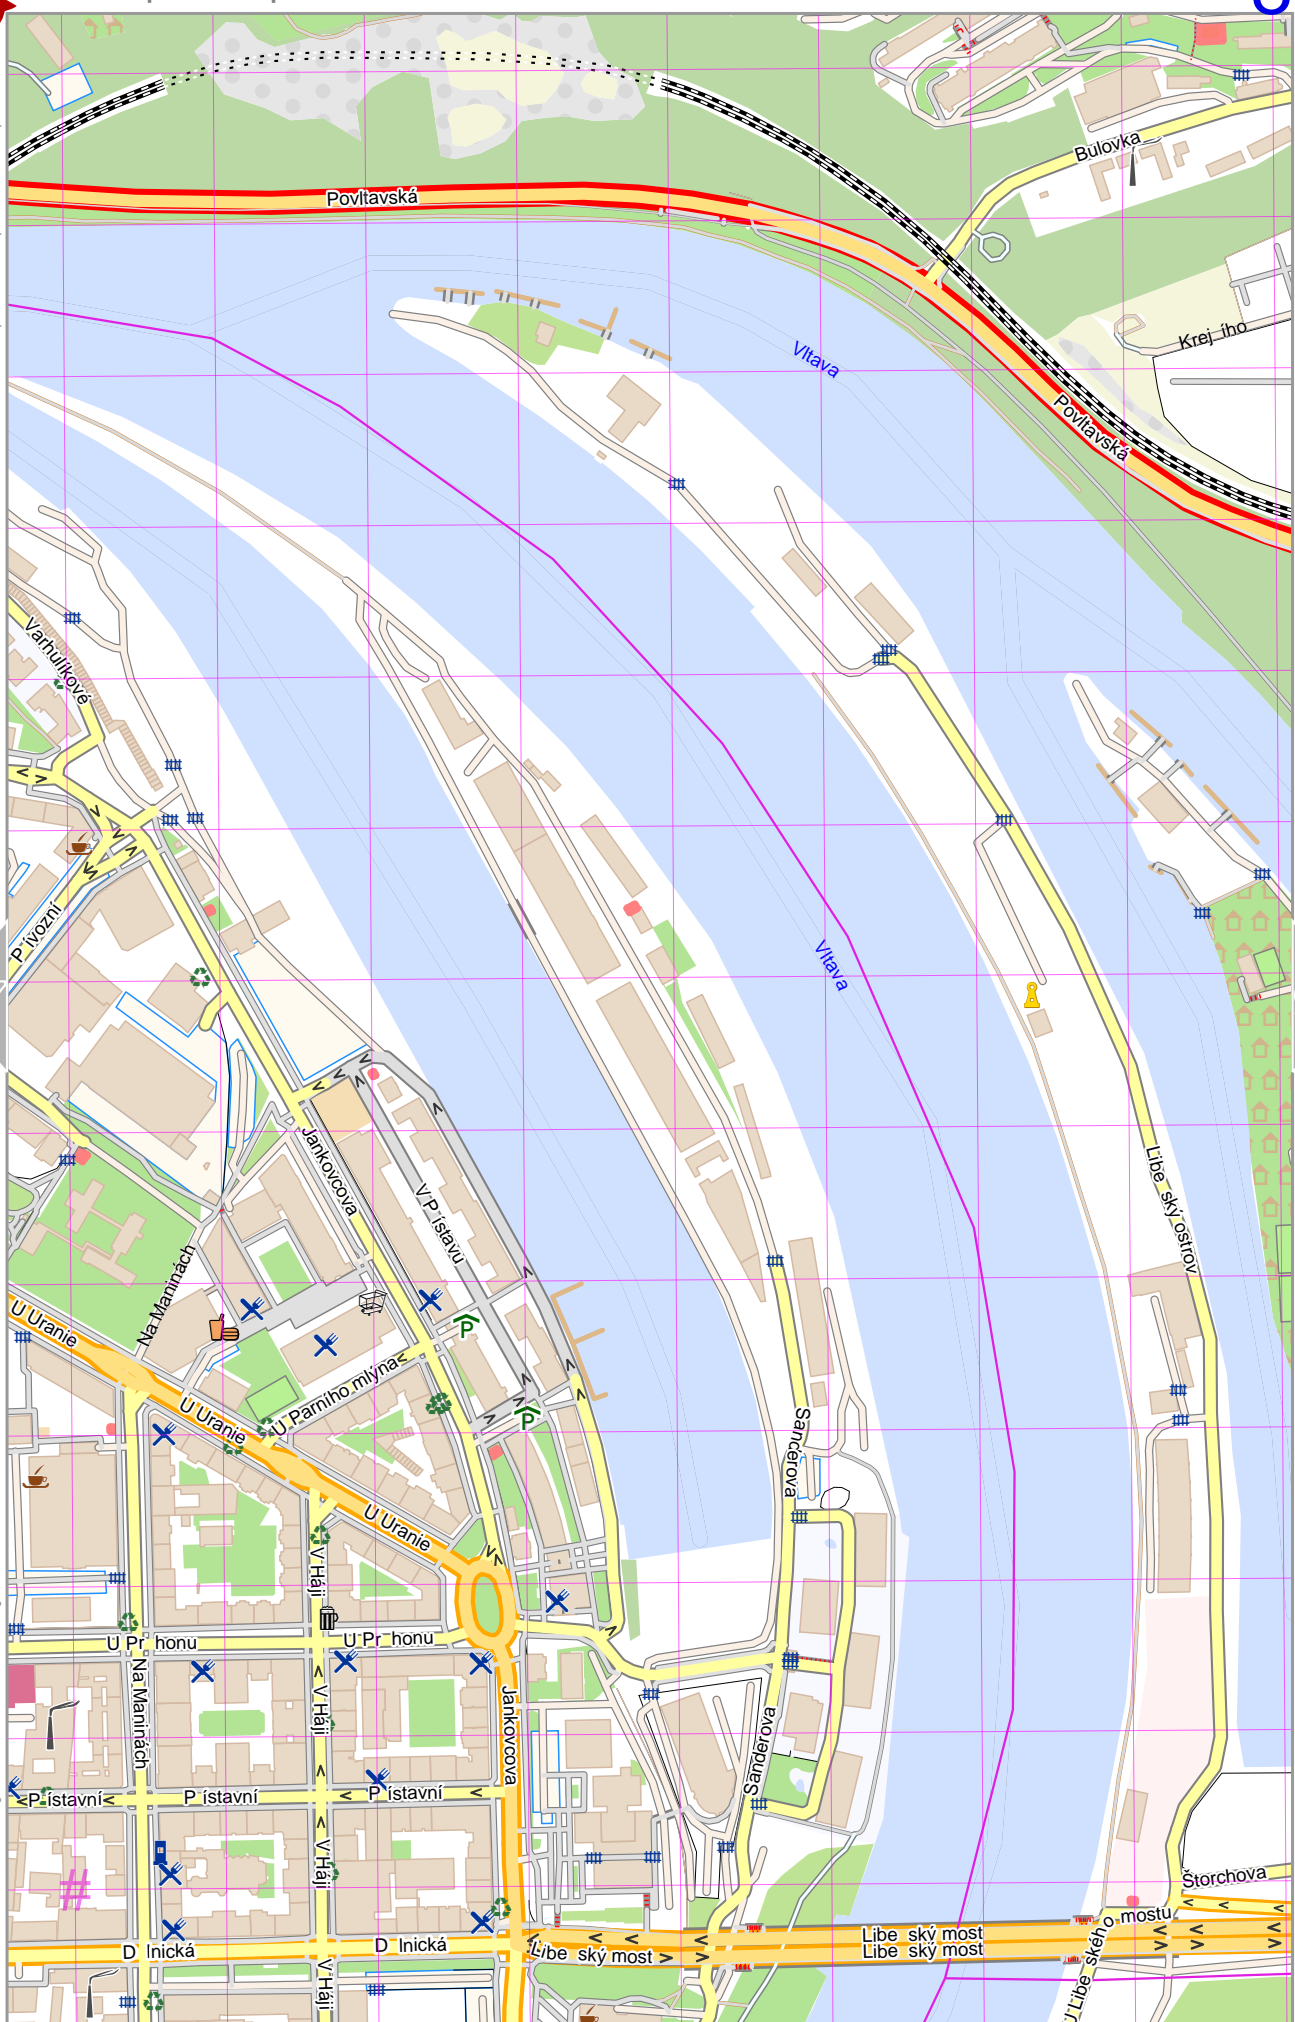 Bulovka
Povltavská
Krej ího
Vltava
Povltavská
Varhulíkové
P ívozní
Vltava
Jankovcova
V P ístavu
Libe ský ostrov
Na Maninách
U Uranie
U Uranie
U Parního mlýna
Sanderova
U Uranie
V Háji
U Pr honu
U Pr honu
Na Maninách
V Háji
Jankovcova
Sanderova
P ístavní
P ístavní
P ístavní
V Háji
Štorchova
D lnická
D lnická
Libe ský most
Libe ský most
Libe ský most
U Libe ského mostu
V Háji
P
P